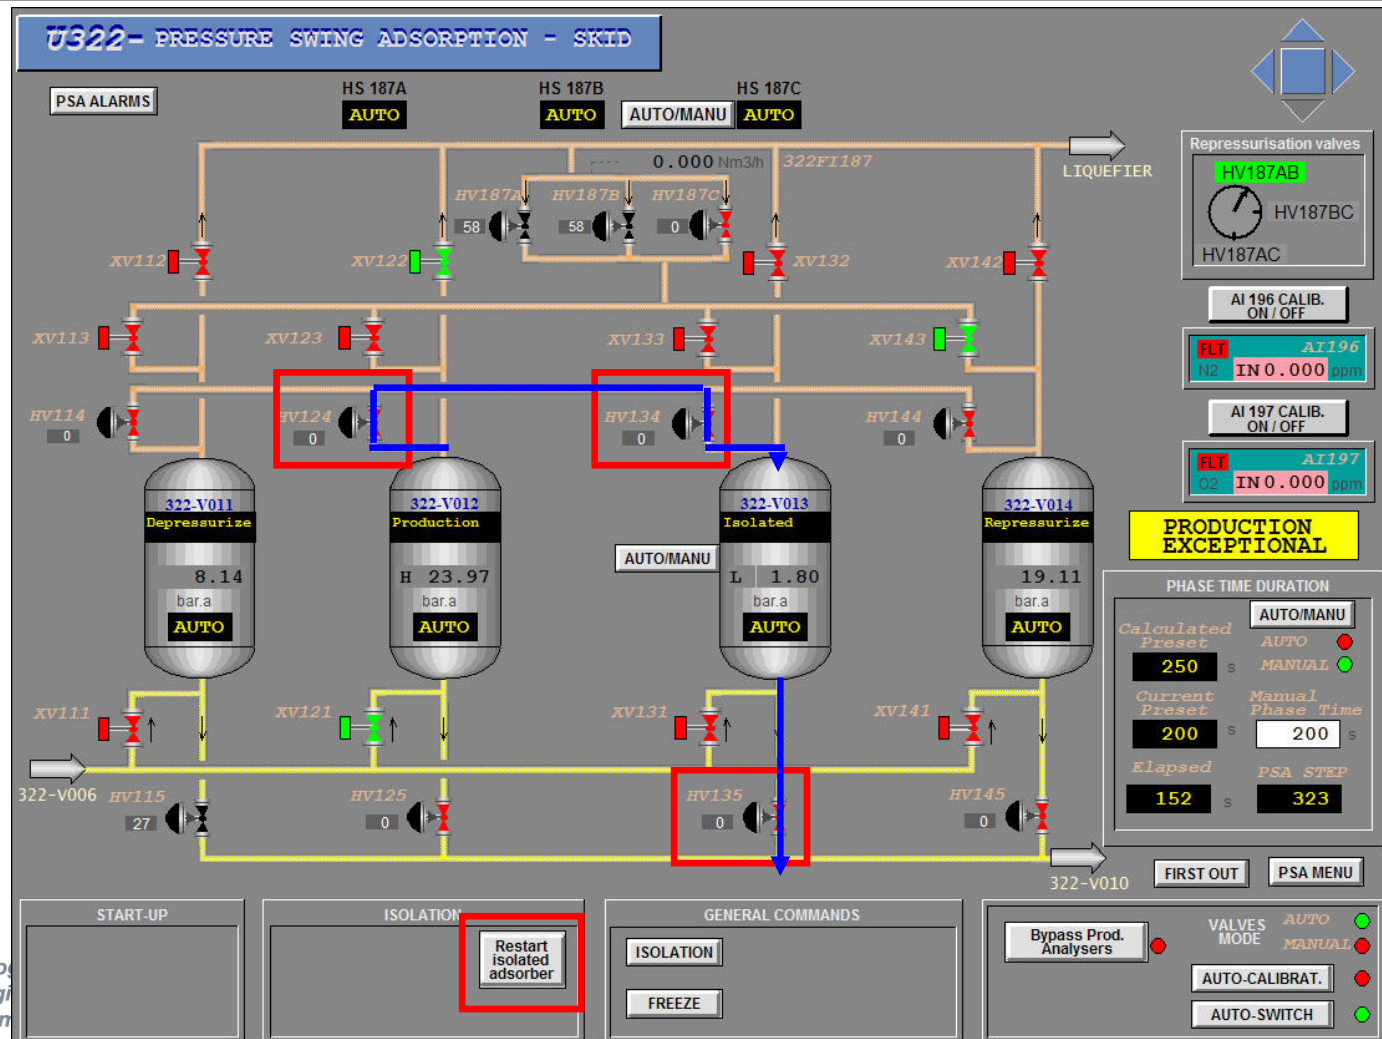 U322- PRESSURE SWING ADSORPTION - SKID
PSA ALARMS
HS 187A
AUTO
HS 187B
AUTO
AUTO/MANU
HS 187C
AUTO
LIQUEFIER
0.000 Nm3/h 322FI187
HV187A
58
HV187B
58
HV187C
0
XV112
XV122
XV132
XV142
XV113
XV123
XV133
XV143
HV114
0
HV124
0
HV134
0
HV144
0
322-V011
Depressurize
8.14
bar.a
AUTO
322-V012
Production
H 23.97
bar.a
AUTO
AUTO/MANU
322-V013
Isolated
L 1.80
bar.a
AUTO
322-V014
Repressurize
19.11
bar.a
AUTO
XV111
XV121
XV131
XV141
322-V006
HV115
27
HV125
0
HV135
0
HV145
0
322-V010
Repressurisation valves
HV187AB
HV187BC
HV187AC
AI 196 CALIB.
ON / OFF
FLT AI196
N2 IN 0.000 ppm
AI 197 CALIB.
ON / OFF
FLT AI197
O2 IN 0.000 ppm
PRODUCTION
EXCEPTIONAL
PHASE TIME DURATION
AUTO/MANU
Calculated
Preset
250 s
AUTO
MANUAL
Current
Preset
200 s
Manual
Phase Time
200 s
Elapsed
152 s
PSA STEP
323
FIRST OUT
PSA MENU
START-UP
ISOLATION
Restart
isolated
adsorber
GENERAL COMMANDS
ISOLATION
FREEZE
Bypass Prod.
Analysers
VALVES
MODE
AUTO
MANUAL
AUTO-CALIBRAT.
AUTO-SWITCH